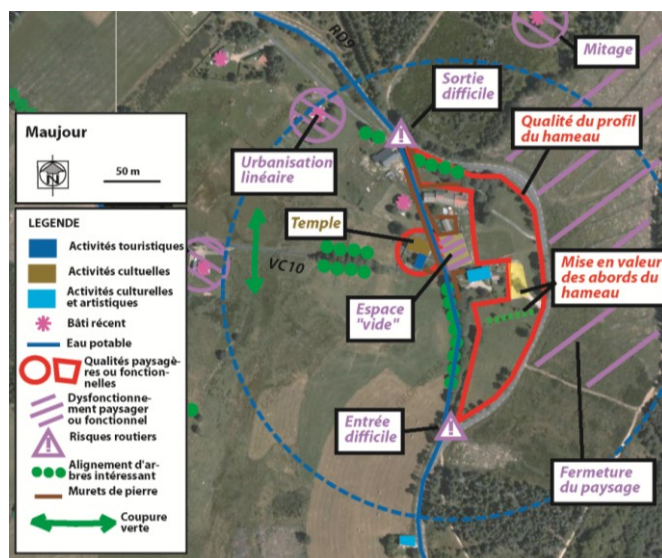 RD9
Mitage
Sortie
difficile
Qualité du profil
du hameau
Maujour
N
50 m
Urbanisation
linéaire
LEGENDE
Activités touristiques
Activités cultuelles
Activités culturelles
et artistiques
Bâti récent
Eau potable
Qualités paysagè-
res ou fonction-
nelles
Dysfonctionne-
ment paysager
ou fonctionnel
Risques routiers
Alignement d'ar-
bres intéressant
Murets de pierre
Coupure
verte
Temple
VC10
Mise en valeur
des abords du
hameau
Espace
"vide"
Entrée
difficile
Fermeture
du paysage